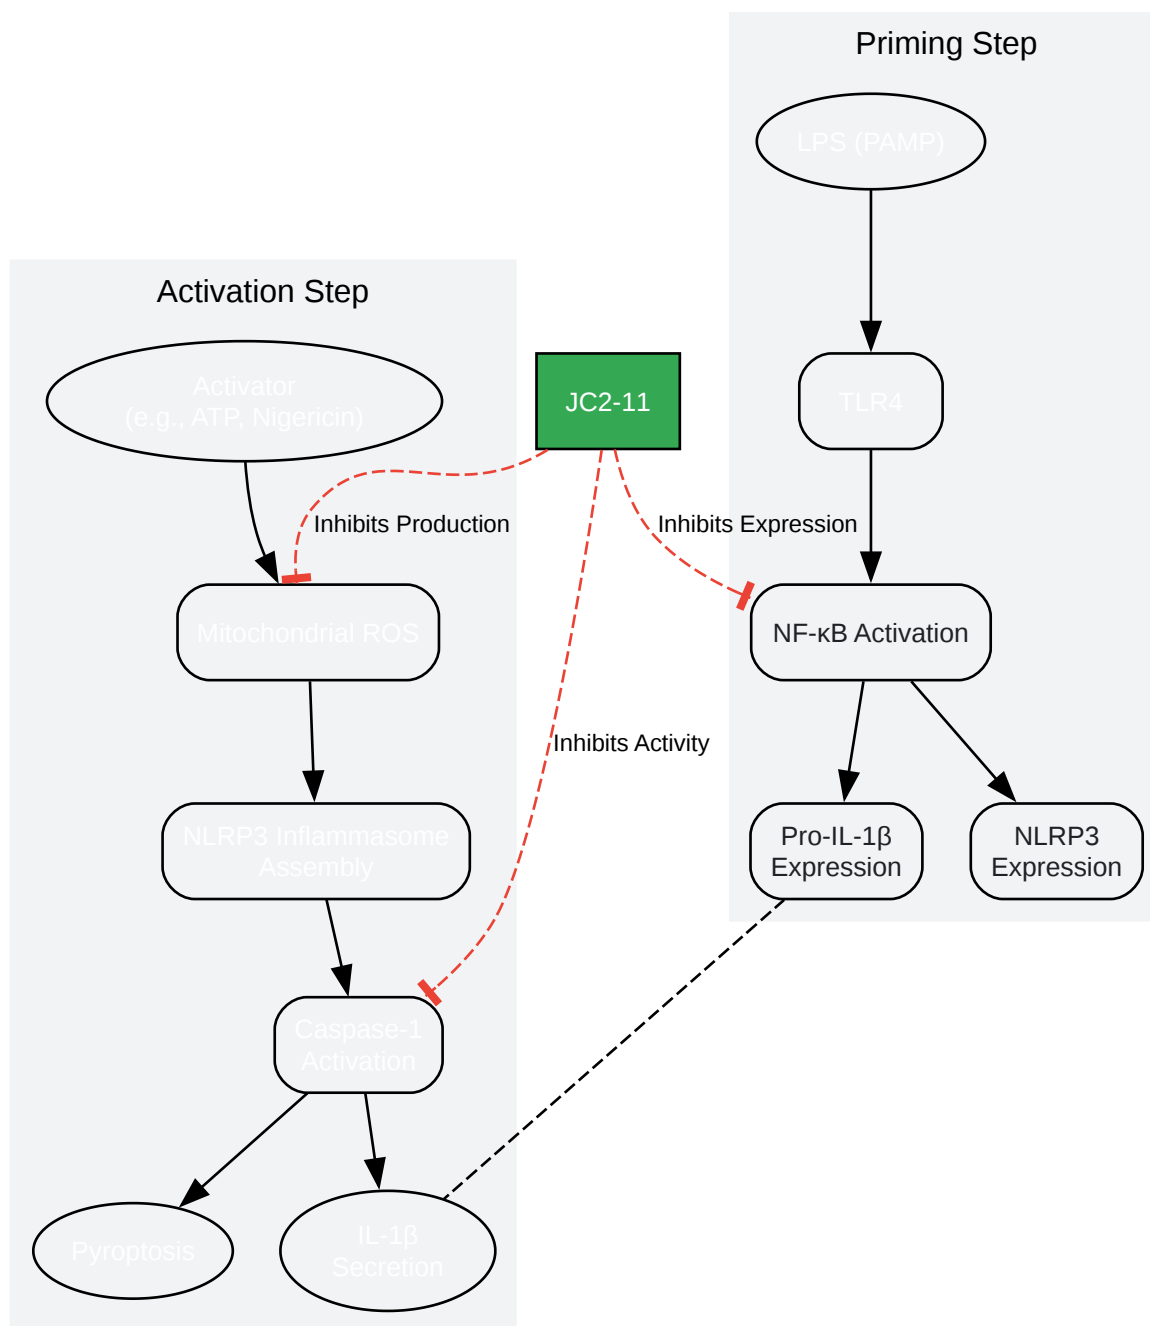 Priming Step
LPS (PAMP)
Activation Step
Activator
(e.g., ATP, Nigericin)
JC2-11
TLR4
Inhibits Production
Inhibits Expression
Mitochondrial ROS
NF-κB Activation
Inhibits Activity
NLRP3 Inflammasome
Assembly
Pro-IL-1β
Expression
NLRP3
Expression
Caspase-1
Activation
Pyroptosis
IL-1β
Secretion